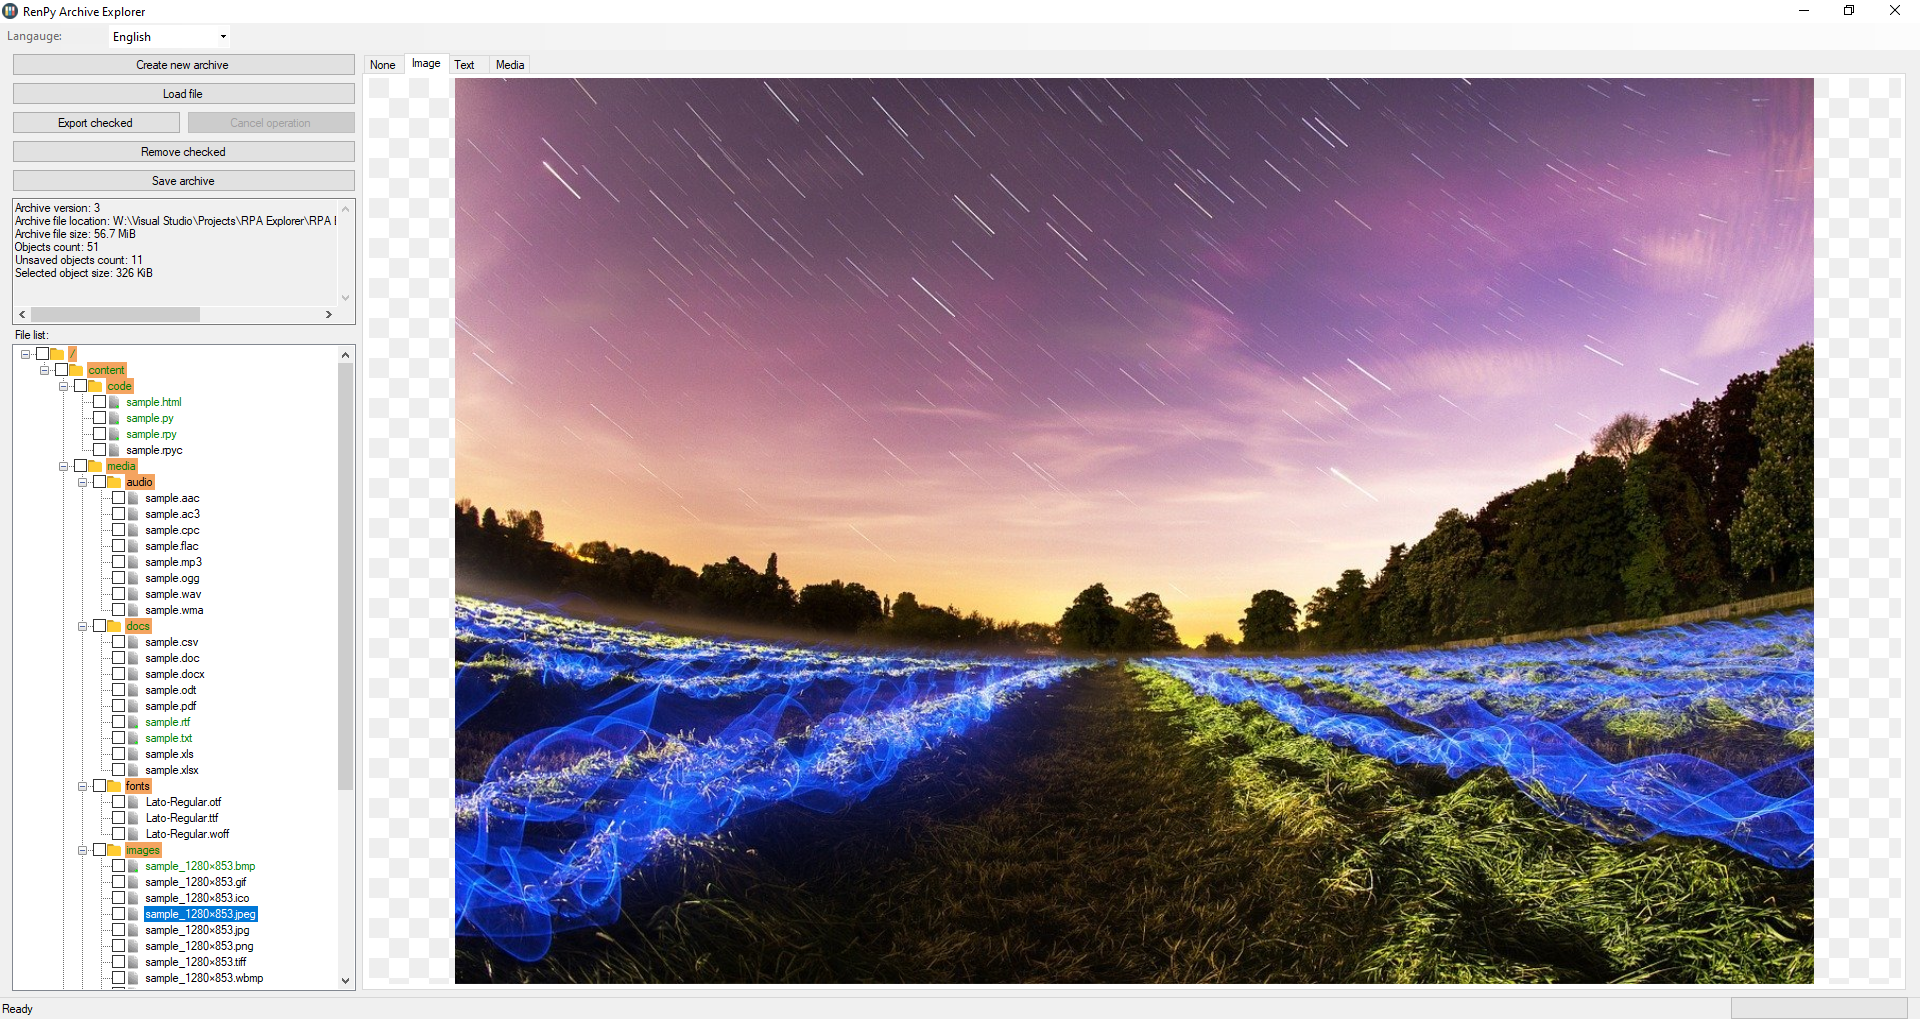 RenPy Archive Explorer
Langauge:
English
Create new archive
Load file
Export checked
Cancel operation
Remove checked
Save archive
Archive version: 3
Archive file location: W:\Visual Studio\Projects\RPA Explorer\RPA
Archive file size: 56.7 MiB
Objects count: 51
Unsaved objects count: 11
Selected object size: 326 KiB
File list:
/
content
code
sample.html
sample.py
sample.rpy
sample.rpyc
media
audio
sample.aac
sample.ac3
sample.cpc
sample.flac
sample.mp3
sample.ogg
sample.wav
sample.wma
docs
sample.csv
sample.doc
sample.docx
sample.odt
sample.pdf
sample.rtf
sample.txt
sample.xls
sample.xlsx
fonts
Lato-Regular.otf
Lato-Regular.ttf
Lato-Regular.woff
images
sample_1280×853.bmp
sample_1280×853.gif
sample_1280×853.ico
sample_1280×853.jpeg
sample_1280×853.jpg
sample_1280×853.png
sample_1280×853.tiff
sample_1280×853.wbmp
None
Image
Text
Media
Ready